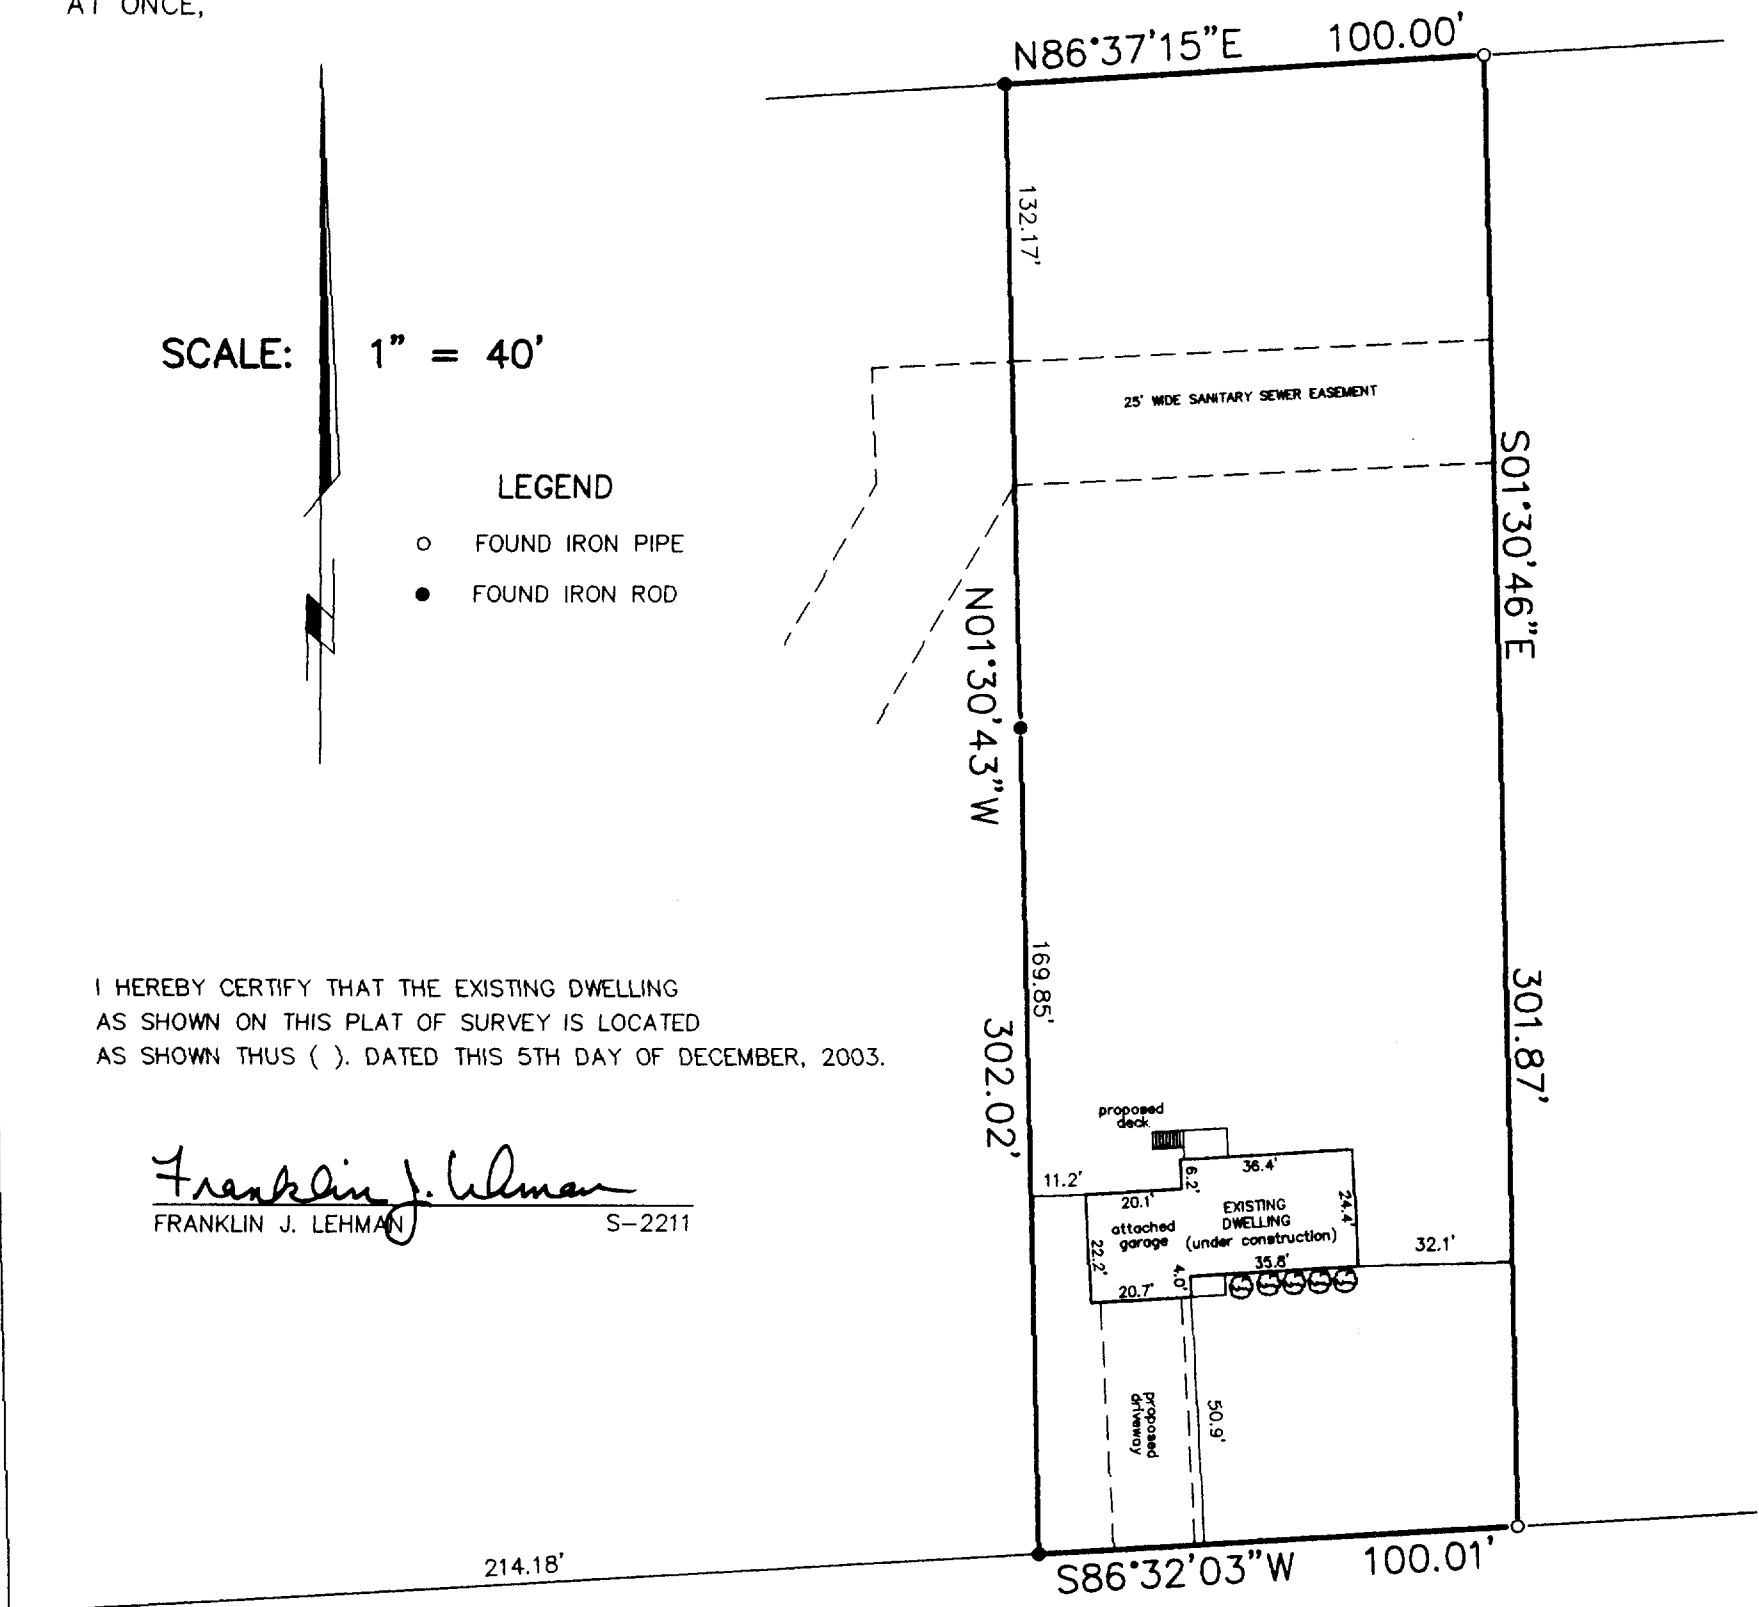 AT ONCE,
N86°37'15"E 100.00'
132.17'
SCALE: 1" = 40'
25' WIDE SANITARY SEWER EASEMENT
S01°30'46"E
LEGEND
FOUND IRON PIPE
FOUND IRON ROD
N01°30'43"W
169.85'
301.87'
302.02'
I HEREBY CERTIFY THAT THE EXISTING DWELLING
AS SHOWN ON THIS PLAT OF SURVEY IS LOCATED
AS SHOWN THUS ( ). DATED THIS 5TH DAY OF DECEMBER, 2003.
Franklin J. Lehman
FRANKLIN J. LEHMAN S-2211
proposed
deck
11.2'
36.4'
6.2'
20.1'
24.4'
EXISTING
DWELLING
(under construction)
attached
garage
22.2'
35.8'
32.1'
4.0'
20.7'
proposed
driveway
50.9'
214.18'
S86°32'03"W 100.01'